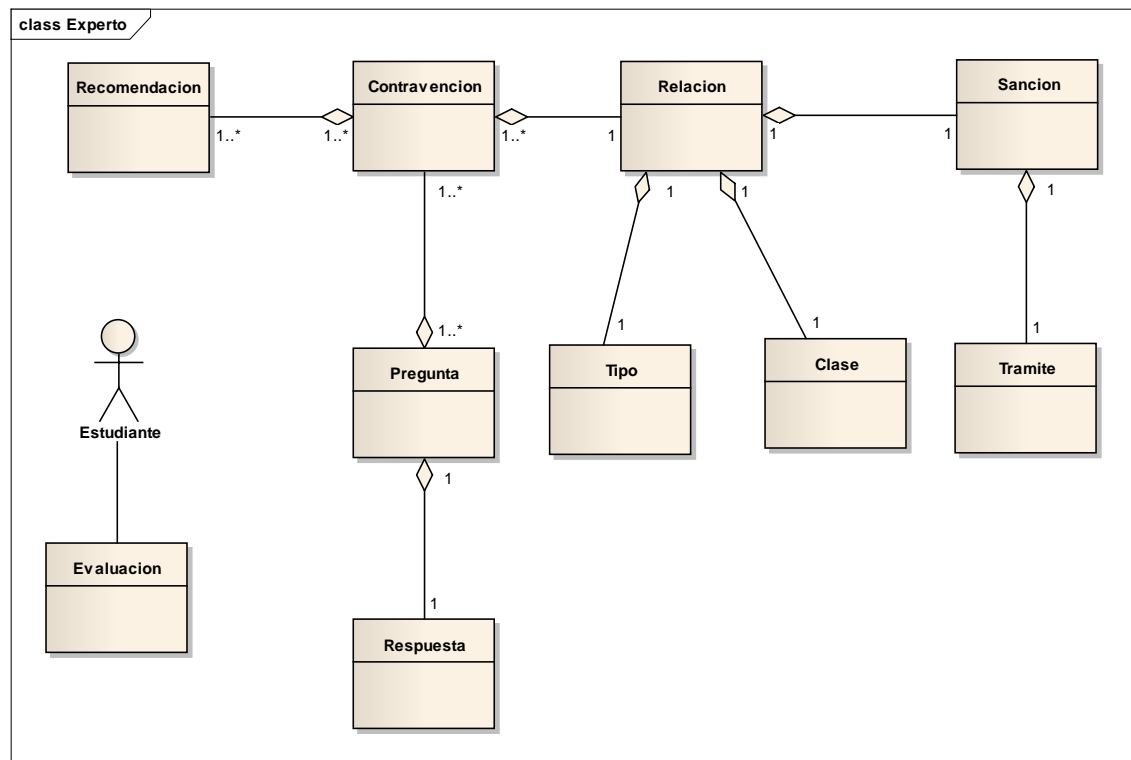 class Experto
Recomendacion
Contravencion
Relacion
Sancion
1..*
1..*
1..*
1
1
1
1..*
1
1
1
1..*
1
1
1
Pregunta
Tipo
Clase
Tramite
Estudiante
1
Evaluacion
1
Respuesta